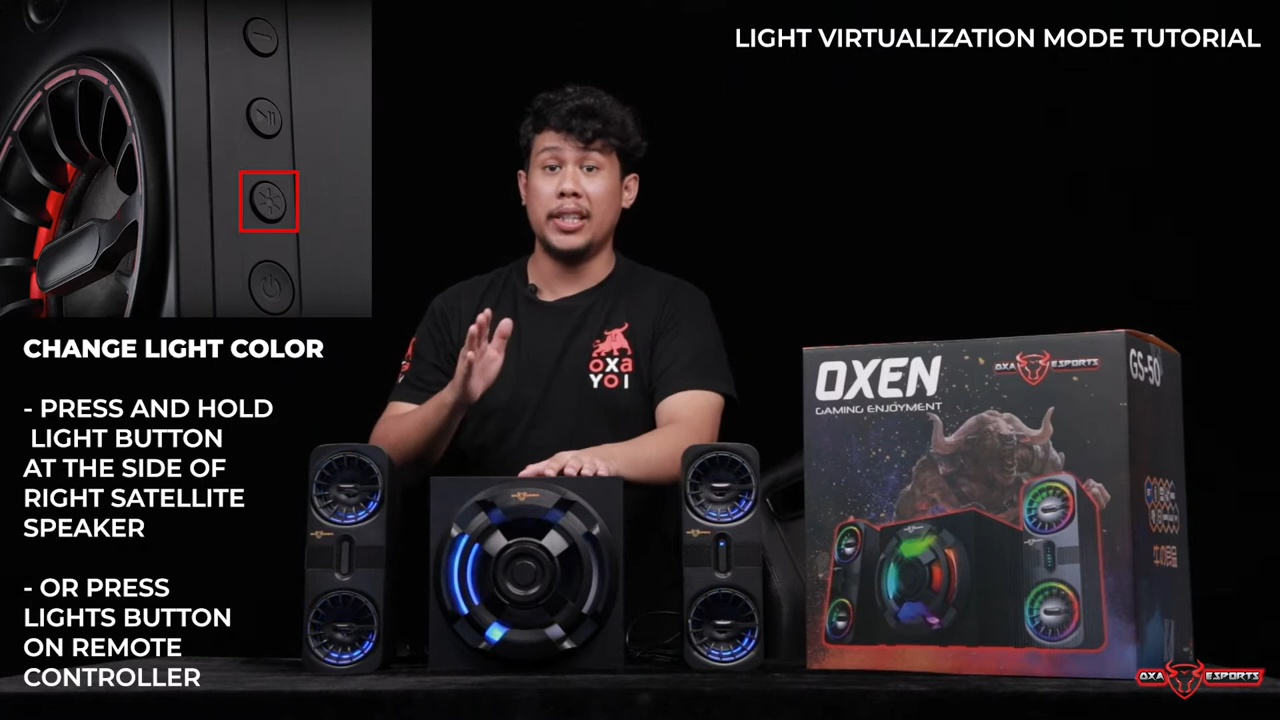 LIGHT VIRTUALIZATION MODE TUTORIAL
CHANGE LIGHT COLOR
- PRESS AND HOLD
LIGHT BUTTON
AT THE SIDE OF
RIGHT SATELLITE
SPEAKER
- OR PRESS
LIGHTS BUTTON
ON REMOTE
CONTROLLER
oxa
YOI
OXEN
GAMING ENJOYMENT
OXA ESPORTS
GS-50
OXA ESPORTS